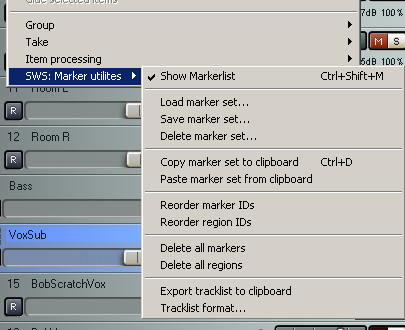 Glue selected items
Group
Take
Item processing
SWS: Marker utilites
Show Markerlist Ctrl+Shift+M
Load marker set...
Save marker set...
Delete marker set...
Copy marker set to clipboard Ctrl+D
Paste marker set from clipboard
Reorder marker IDs
Reorder region IDs
Delete all markers
Delete all regions
Export tracklist to clipboard
Tracklist format...
7dB 100%
M S
5dB 100%
11 Room L
R
12 Room R
R
Bass
VoxSub
15 BobScratchVox
R